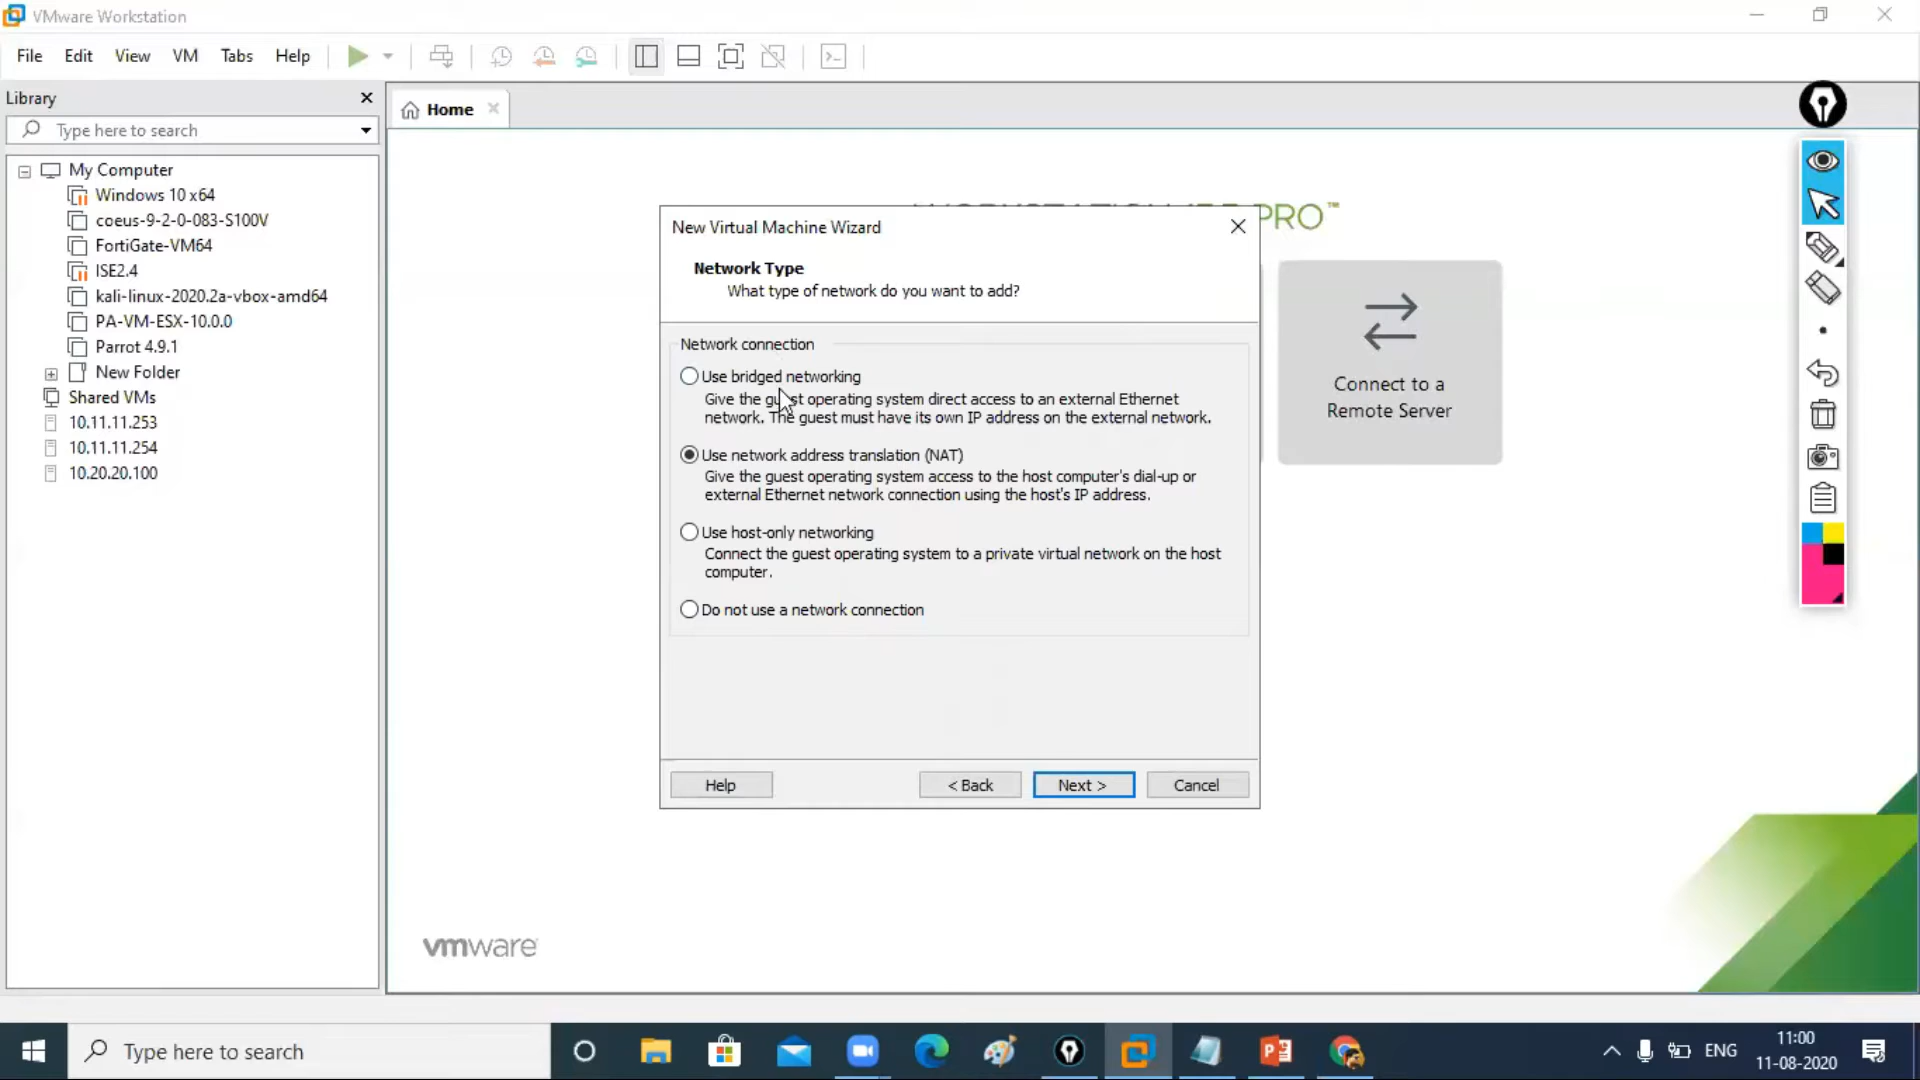 VMware Workstation
File Edit View VM Tabs Help
Library
Type here to search
My Computer
Windows 10 x64
coeus-9-2-0-083-S100V
FortiGate-VM64
ISE2.4
kali-linux-2020.2a-vbox-amd64
PA-VM-ESX-10.0.0
Parrot 4.9.1
New Folder
Shared VMs
10.11.11.253
10.11.11.254
10.20.20.100
Home
PRO™
New Virtual Machine Wizard
Network Type
What type of network do you want to add?
Network connection
Use bridged networking
Give the guest operating system direct access to an external Ethernet
network. The guest must have its own IP address on the external network.
Use network address translation (NAT)
Give the guest operating system access to the host computer's dial-up or
external Ethernet network connection using the host's IP address.
Use host-only networking
Connect the guest operating system to a private virtual network on the host
computer.
Do not use a network connection
Help < Back Next > Cancel
Connect to a
Remote Server
vmware
Type here to search
ENG
11:00
11-08-2020